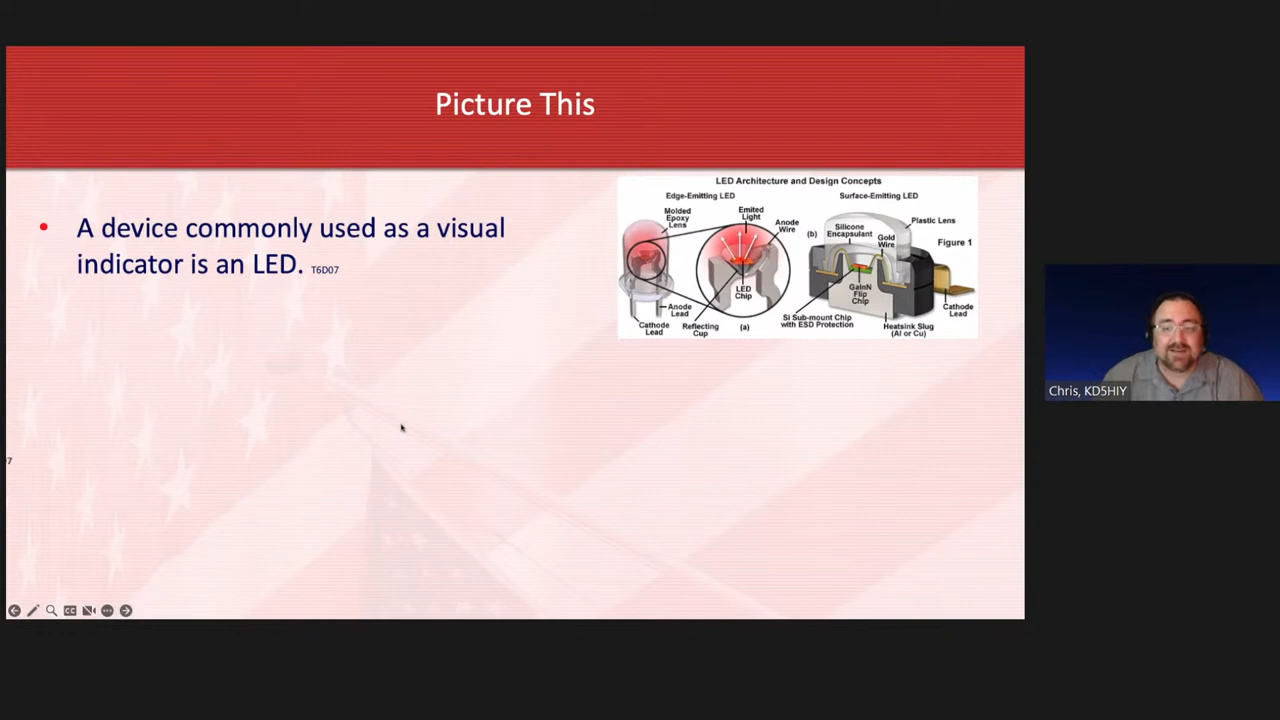 Picture This
• A device commonly used as a visual
indicator is an LED. T6D07
LED Architecture and Design Concepts
Edge-Emitting LED
Surface-Emitting LED
Molded
Epoxy
Lens
Emited
Light
Anode
Wire
LED
Chip
Anode
Lead
Cathode
Lead
Reflecting
Cup
(a)
(b)
Silicone
Encapsulant
Gold
Wire
Plastic Lens
Figure 1
GaInN
Flip
Chip
Si Sub-mount Chip
with ESD Protection
Heatsink Slug
(Al or Cu)
Cathode
Lead
Chris, KD5HIY
7
CC